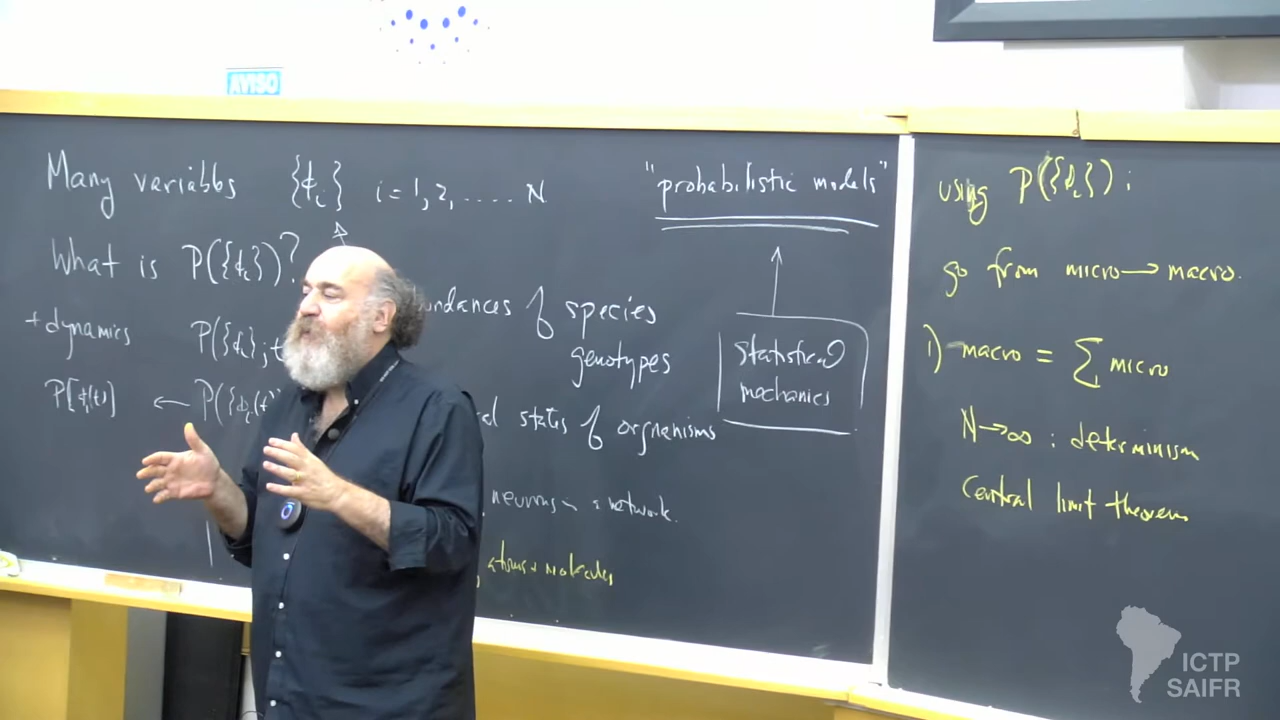 AVISO
Many variables {ϕᵢ} i = 1, 2, ..... N
What is P({ϕᵢ})?
+ dynamics P({ϕᵢ};t
P[ϕᵢ(t)] ← P({ϕᵢ(t)
undances of species
genotypes
al states of organisms
neurons in a network.
atoms + molecules
"probabilistic models"
Statistical
mechanics
using P({ϕᵢ}) :
go from micro → macro.
1) macro = ∑ micro
N→∞ : determinism
Central limit theorem
ICTP
SAIFR